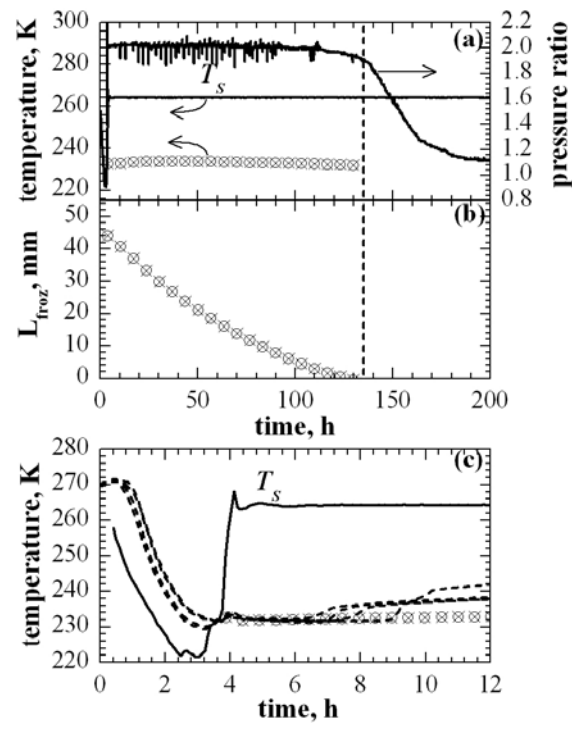 300
280
260
240
220
temperature, K
T_s
(a)
2.2
2.0
1.8
1.6
1.4
1.2
1.0
0.8
pressure ratio
50
40
30
20
10
0
L_froz, mm
(b)
0 50 100 150 200
time, h
280
270
260
250
240
230
220
temperature, K
T_s
(c)
0 2 4 6 8 10 12
time, h